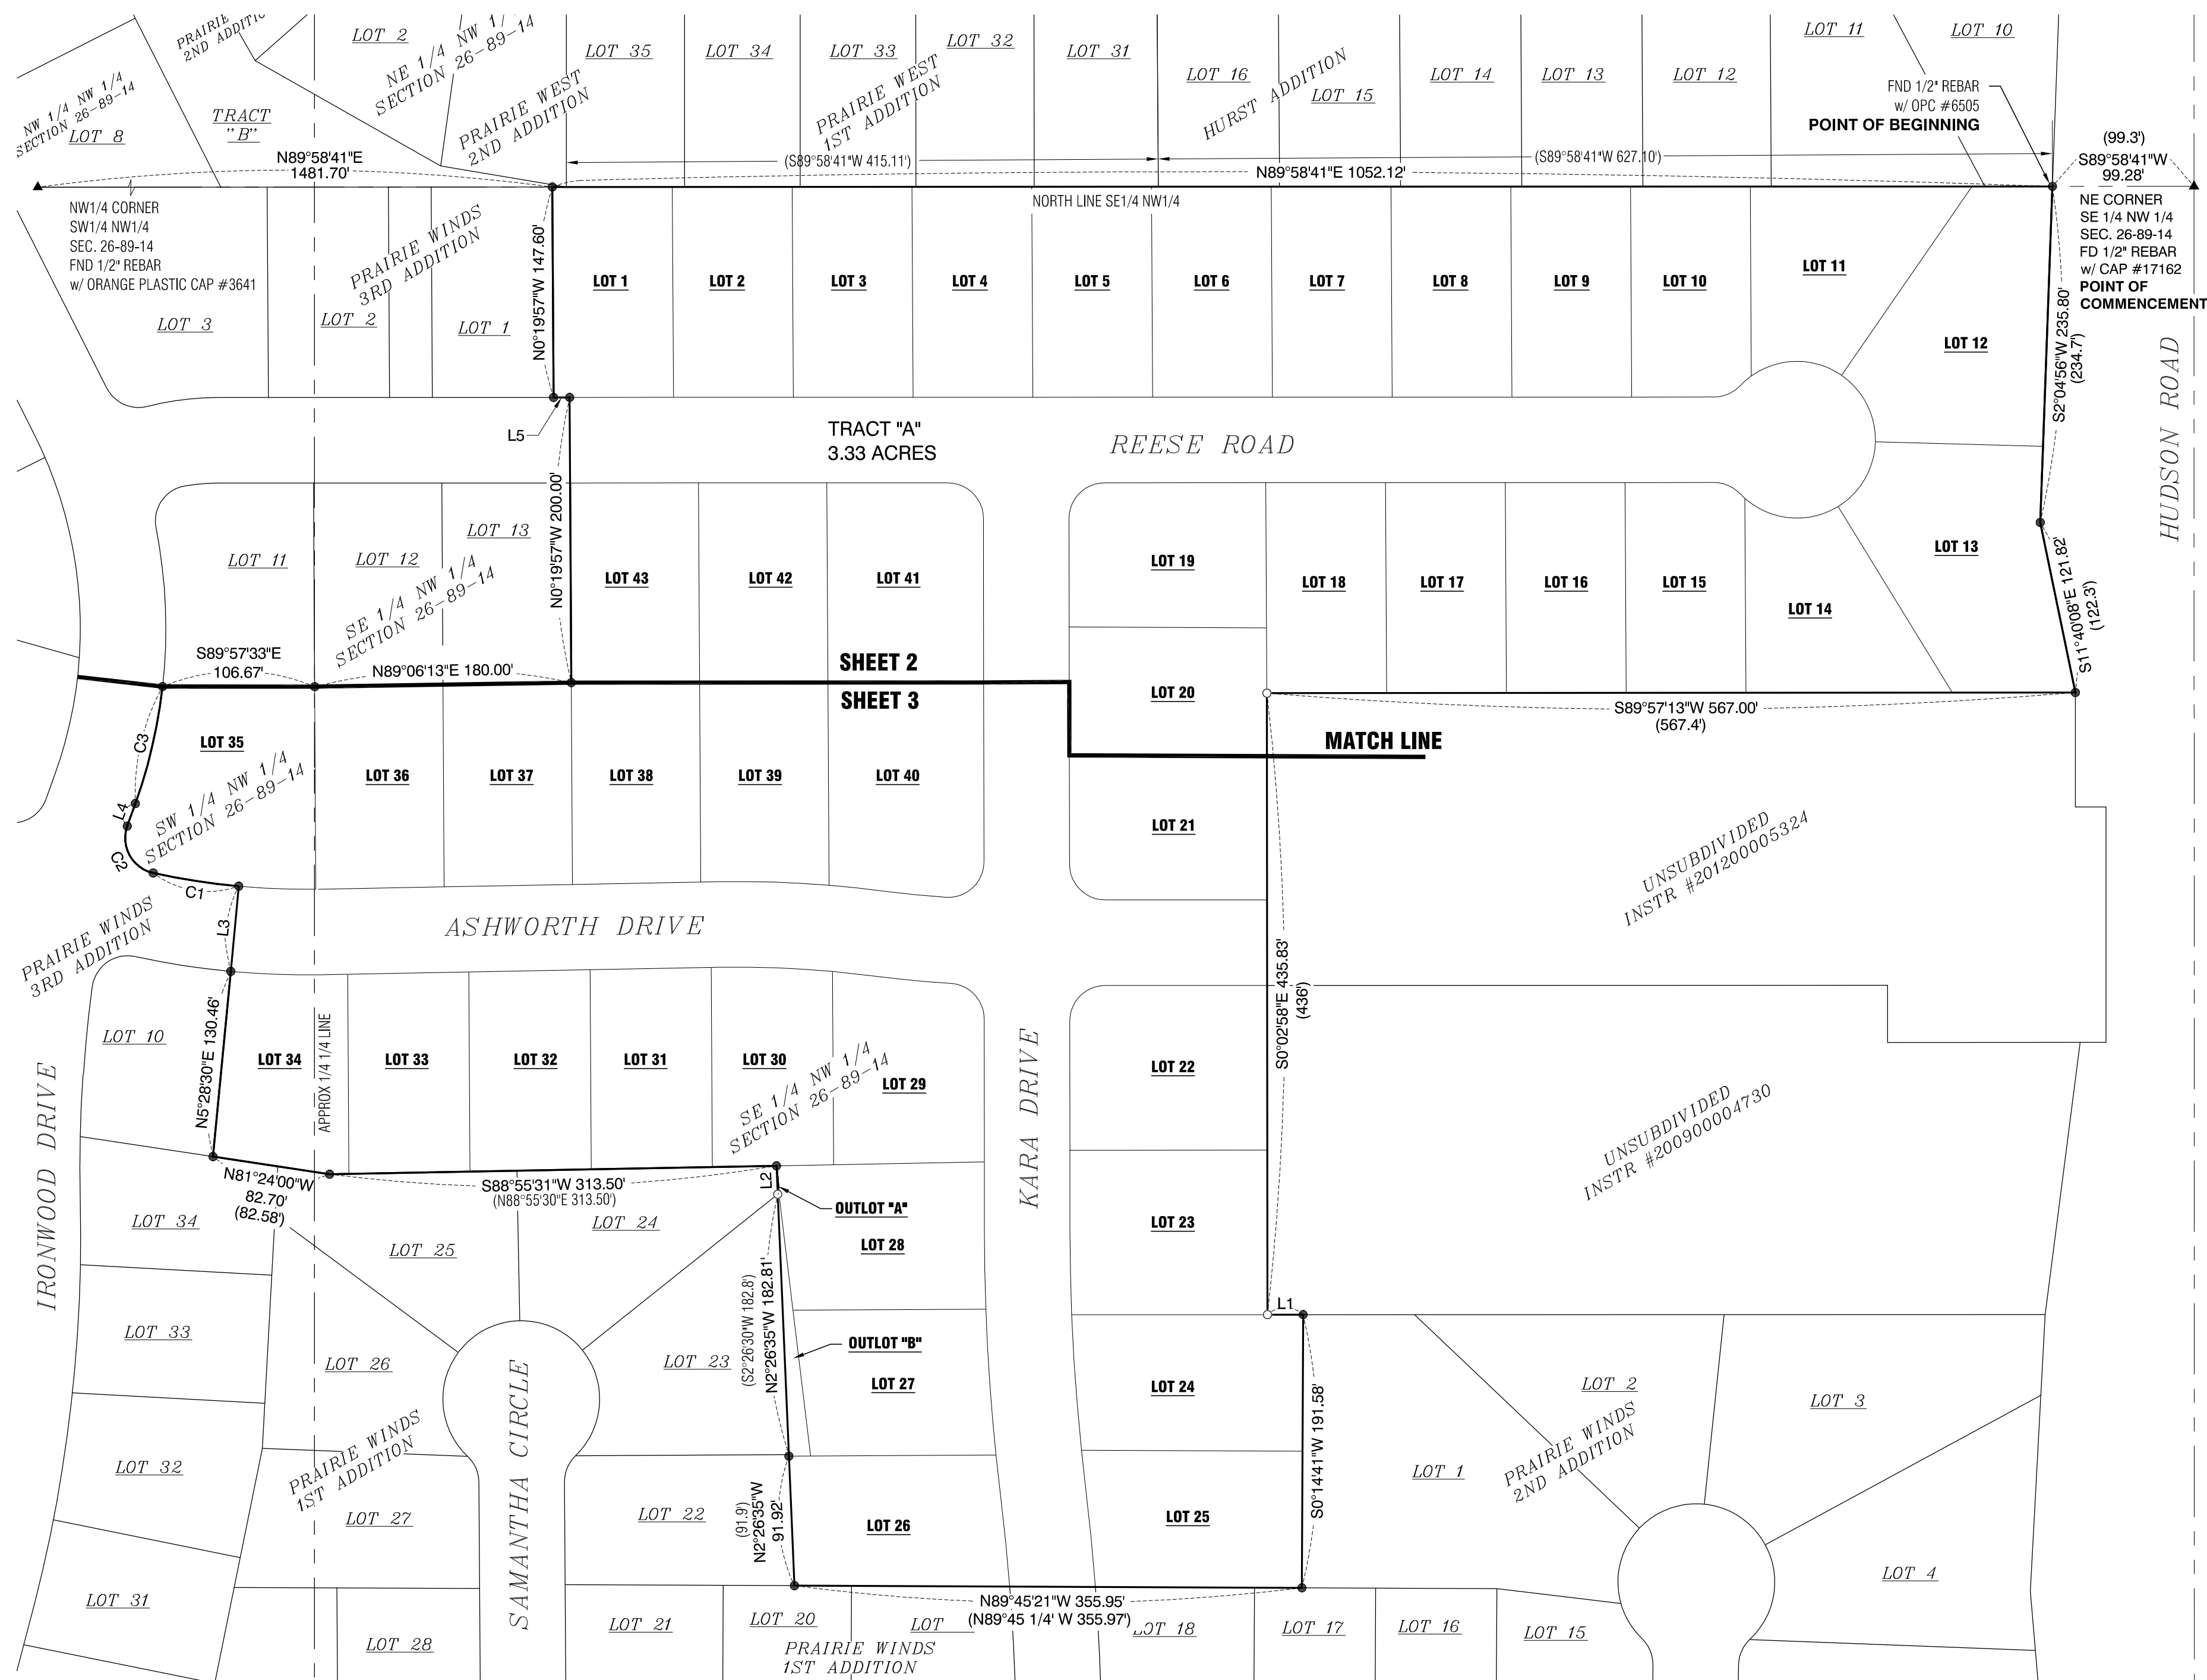 PRAIRIE
2ND ADDITIO
LOT 2
NE 1/4 NW 1/
SECTION 26-89-14
LOT 35
LOT 34
LOT 33
LOT 32
LOT 31
LOT 16
LOT 15
LOT 14
LOT 13
LOT 12
LOT 11
LOT 10
HURST ADDITION
PRAIRIE WEST
1ST ADDITION
PRAIRIE WEST
2ND ADDITION
NW 1/4 NW 1/4
SECTION 26-89-14
LOT 8
TRACT
"B"
FND 1/2" REBAR
w/ OPC #6505
POINT OF BEGINNING
(99.3')
S89°58'41"W
99.28'
N89°58'41"E
1481.70'
(S89°58'41"W 415.11')
(S89°58'41"W 627.10')
N89°58'41"E 1052.12'
NORTH LINE SE1/4 NW1/4
NW1/4 CORNER
SW1/4 NW1/4
SEC. 26-89-14
FND 1/2" REBAR
w/ ORANGE PLASTIC CAP #3641
NE CORNER
SE 1/4 NW 1/4
SEC. 26-89-14
FD 1/2" REBAR
w/ CAP #17162
POINT OF
COMMENCEMENT
PRAIRIE WINDS
3RD ADDITION
LOT 3
LOT 2
LOT 1
N0°19'57"W 147.60'
LOT 1
LOT 2
LOT 3
LOT 4
LOT 5
LOT 6
LOT 7
LOT 8
LOT 9
LOT 10
LOT 11
LOT 12
S2°04'56"W 235.80'
(234.7')
HUDSON ROAD
L5
TRACT "A"
3.33 ACRES
REESE ROAD
N0°19'57"W 200.00'
LOT 11
LOT 12
LOT 13
SE 1/4 NW 1/4
SECTION 26-89-14
LOT 43
LOT 42
LOT 41
LOT 19
LOT 18
LOT 17
LOT 16
LOT 15
LOT 14
LOT 13
S11°40'08"E 121.82'
(122.3')
S89°57'33"E
106.67'
N89°06'13"E 180.00'
SHEET 2
SHEET 3
LOT 20
S89°57'13"W 567.00'
(567.4')
MATCH LINE
C3
LOT 35
LOT 36
LOT 37
LOT 38
LOT 39
LOT 40
LOT 21
SW 1/4 NW 1/4
SECTION 26-89-14
L4
C2
C1
L3
UNSUBDIVIDED
INSTR #201200005324
ASHWORTH DRIVE
PRAIRIE WINDS
3RD ADDITION
S0°02'58"E 435.83'
(436')
N5°28'30"E 130.46'
LOT 10
LOT 34
APPROX 1/4 1/4 LINE
LOT 33
LOT 32
LOT 31
LOT 30
LOT 29
SE 1/4 NW 1/4
SECTION 26-89-14
KARA DRIVE
LOT 22
IRONWOOD DRIVE
UNSUBDIVIDED
INSTR #200900004730
N81°24'00"W
82.70'
(82.58')
S88°55'31"W 313.50'
(N88°55'30"E 313.50')
L2
OUTLOT "A"
LOT 34
LOT 25
LOT 24
LOT 28
LOT 23
(S2°26'30"W 182.8')
N2°26'35"W 182.81'
L1
LOT 33
LOT 26
LOT 23
OUTLOT "B"
LOT 27
LOT 24
S0°14'41"W 191.58'
LOT 2
LOT 3
SAMANTHA CIRCLE
PRAIRIE WINDS
1ST ADDITION
LOT 32
LOT 1
PRAIRIE WINDS
2ND ADDITION
LOT 27
LOT 22
(91.9')
N2°26'35"W
91.92'
LOT 26
LOT 25
LOT 31
LOT 4
N89°45'21"W 355.95'
(N89°45 1/4' W 355.97')
LOT 28
LOT 21
LOT 20
LOT
LOT 18
LOT 17
LOT 16
LOT 15
PRAIRIE WINDS
1ST ADDITION